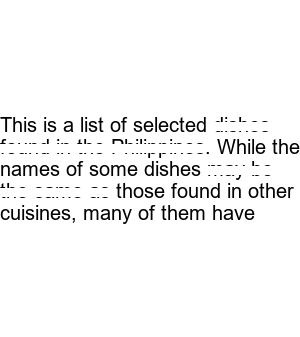 This is a list of selected dishes
found in the Philippines. While the
names of some dishes may be
the same as those found in other
cuisines, many of them have